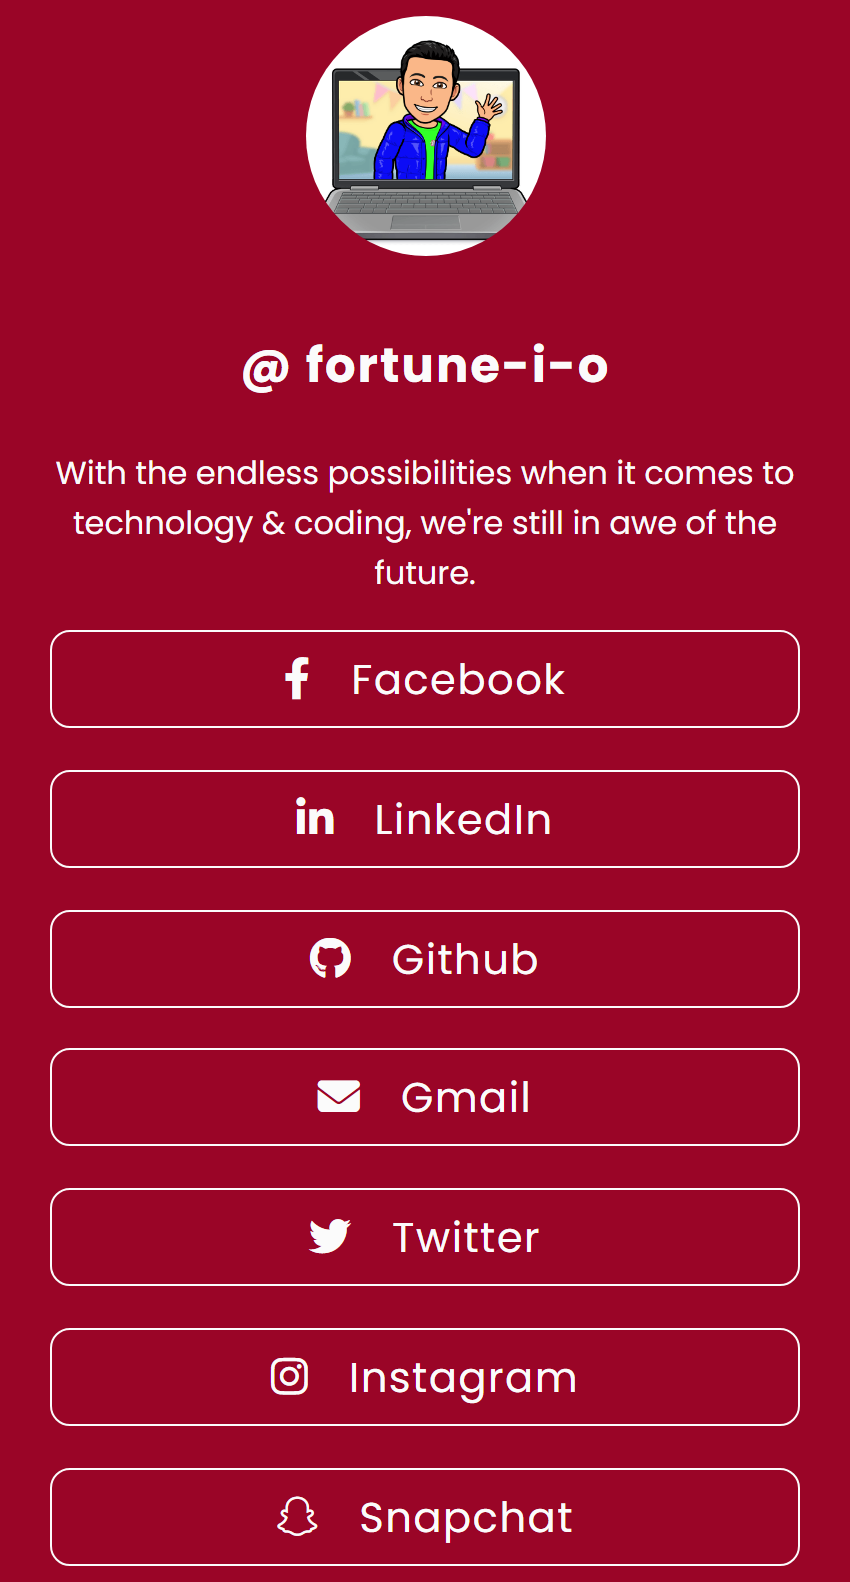 @ fortune-i-o
With the endless possibilities when it comes to
technology & coding, we're still in awe of the
future.
Facebook
in LinkedIn
Github
Gmail
Twitter
Instagram
Snapchat